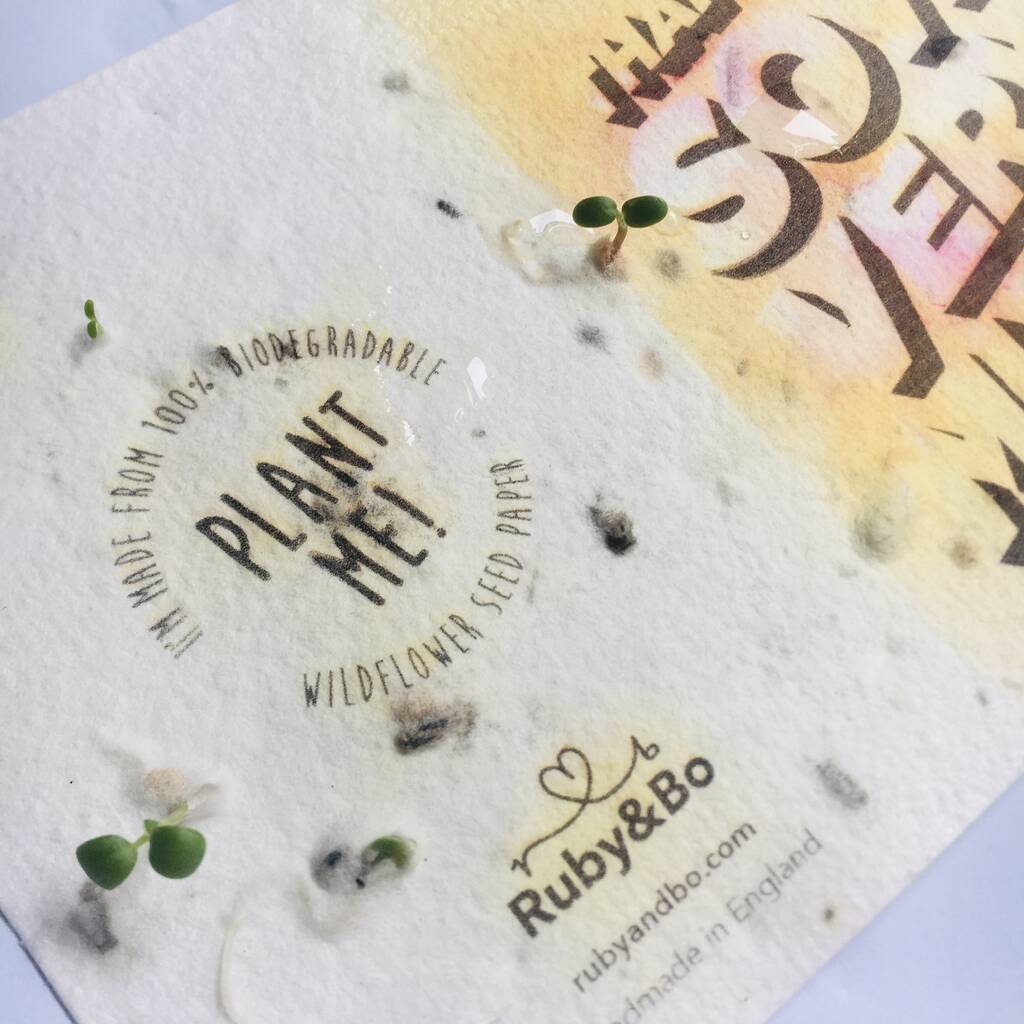 I'M MADE FROM 100% BIODEGRADABLE
PLANT
ME!
WILDFLOWER SEED PAPER
Ruby&Bo
rubyandbo.com
made in England